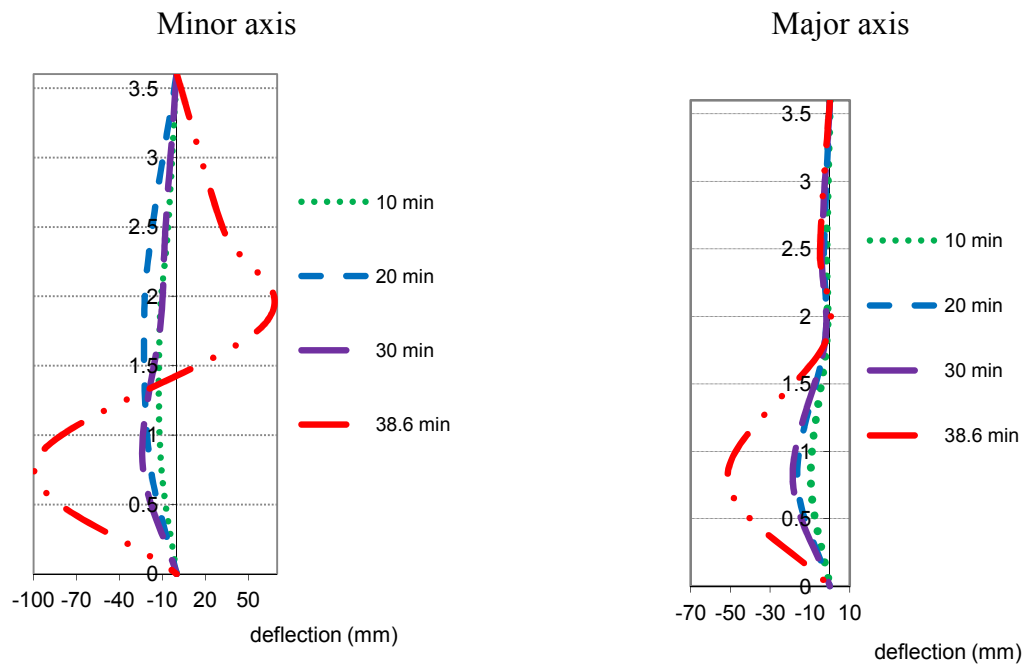 Minor axis
3.5
3
2.5
2
1.5
1
0.5
0
-100 -70 -40 -10 20 50
deflection (mm)
10 min
20 min
30 min
38.6 min
Major axis
3.5
3
2.5
2
1.5
1
0.5
0
-70 -50 -30 -10 10
deflection (mm)
10 min
20 min
30 min
38.6 min